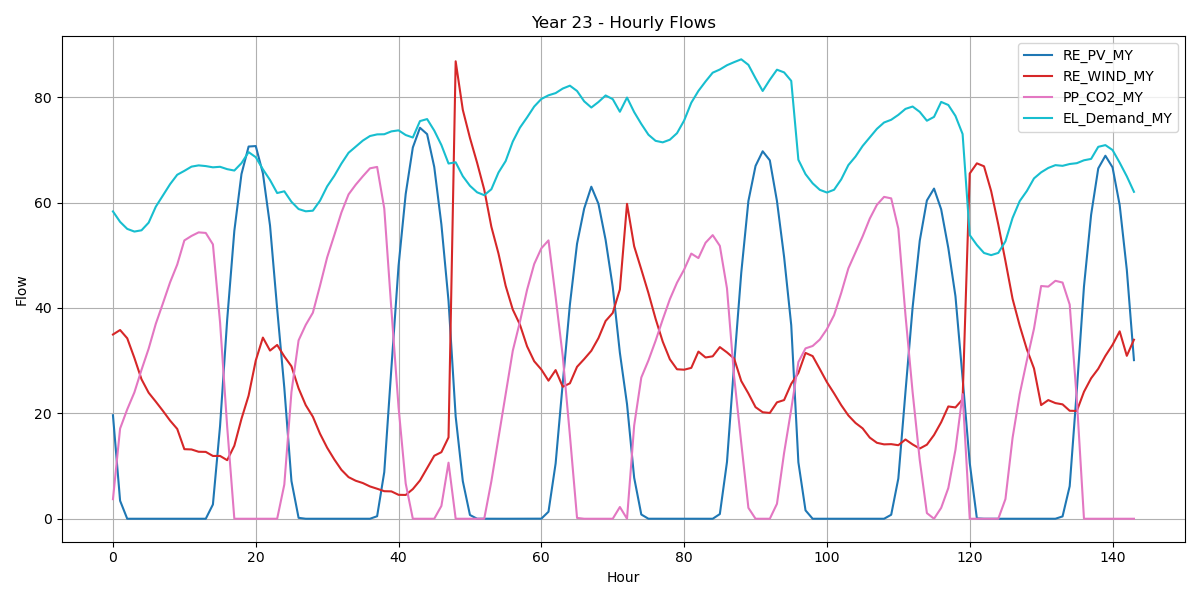 Year 23 - Hourly Flows
RE_PV_MY
RE_WIND_MY
PP_CO2_MY
EL_Demand_MY
Flow
80
60
40
20
0
0 20 40 60 80 100 120 140
Hour